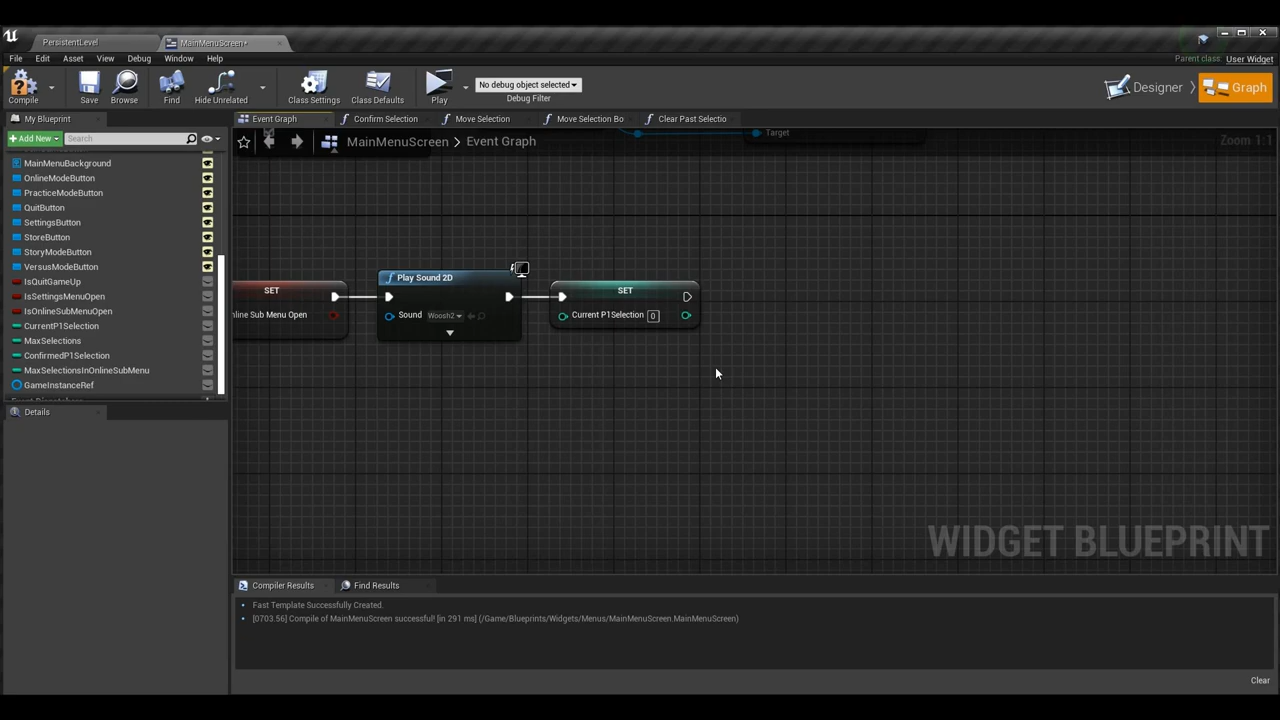 PersistentLevel
MainMenuScreen*
Parent class: User Widget
File Edit Asset View Window Debug Help
Compile Save Browse Find Hide Unrelated Class Settings Class Defaults Play
No debug object selected
Debug Filter
Designer
Graph
My Blueprint
Event Graph
Confirm Selection
Move Selection
Move Selection Bo
Clear Past Selectio
+Add New
Search
MainMenuScreen > Event Graph
Zoom 1:1
Target
MainMenuBackground
OnlineModeButton
PracticeModeButton
QuitButton
SettingsButton
StoreButton
StoryModeButton
VersusModeButton
IsQuitGameUp
IsSettingsMenuOpen
IsOnlineSubMenuOpen
CurrentP1Selection
MaxSelections
ConfirmedP1Selection
MaxSelectionsInOnlineSubMenu
GameInstanceRef
Details
SET
nline Sub Menu Open
Play Sound 2D
Sound Woosh2
SET
Current P1Selection 0
WIDGET BLUEPRINT
Compiler Results
Find Results
Fast Template Successfully Created.
[0703.56] Compile of MainMenuScreen successful! [in 291 ms] (/Game/Blueprints/Widgets/Menus/MainMenuScreen.MainMenuScreen)
Clear